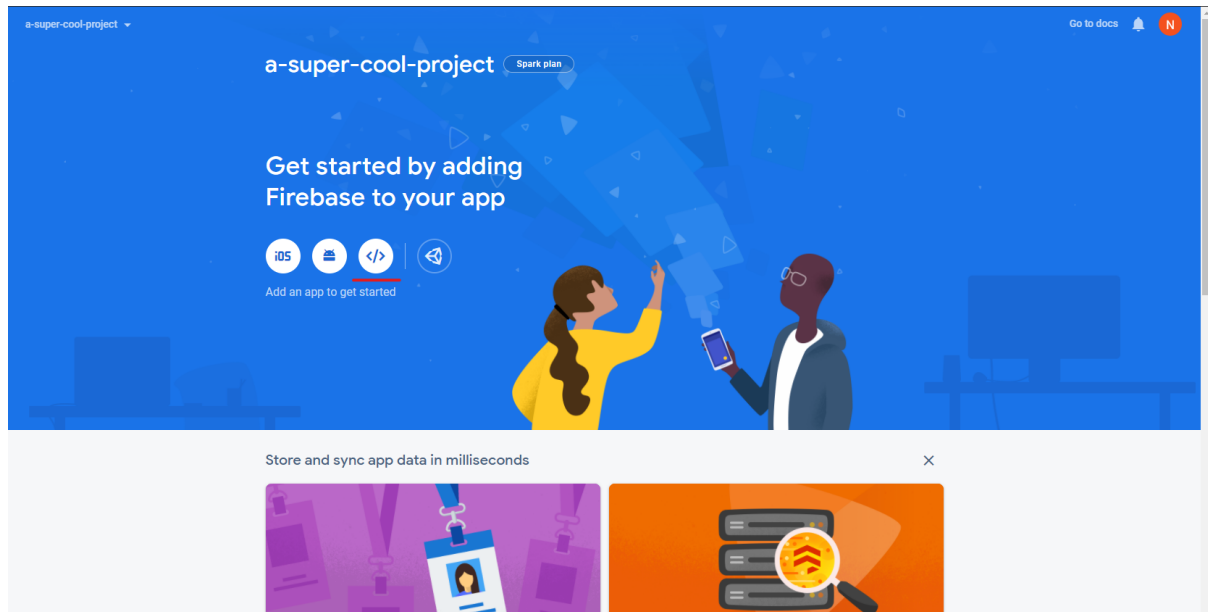 a-super-cool-project
Go to docs
N
a-super-cool-project Spark plan
Get started by adding
Firebase to your app
iOS
</>
Add an app to get started
Store and sync app data in milliseconds